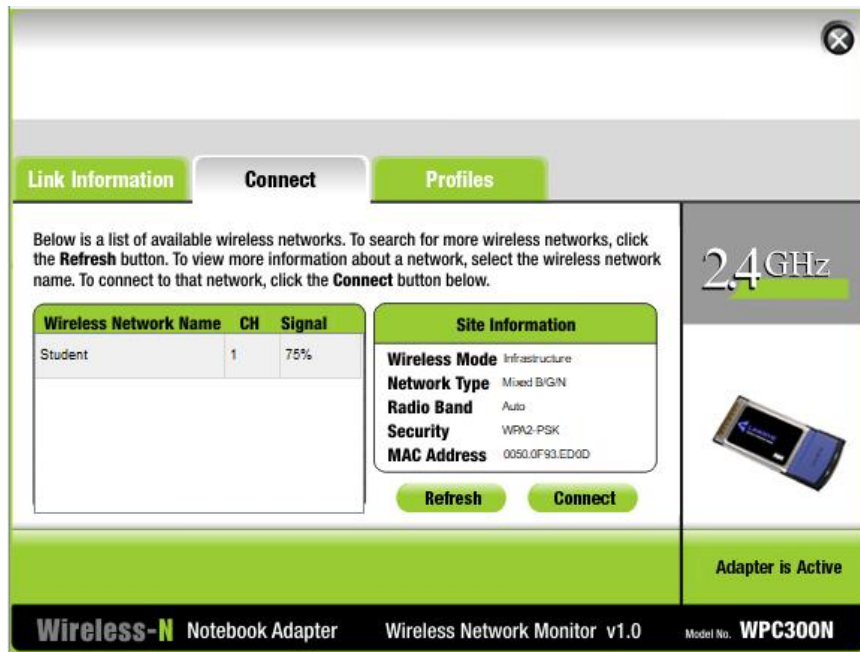 Link Information
Connect
Profiles
Below is a list of available wireless networks. To search for more wireless networks, click
the Refresh button. To view more information about a network, select the wireless network
name. To connect to that network, click the Connect button below.
2.4GHz
Wireless Network Name CH Signal
Student 1 75%
Site Information
Wireless Mode Infrastructure
Network Type Mixed B/G/N
Radio Band Auto
Security WPA2-PSK
MAC Address 0050.0F93.ED0D
LINKSYS
Refresh
Connect
Adapter is Active
Wireless-N Notebook Adapter Wireless Network Monitor v1.0 Model No. WPC300N